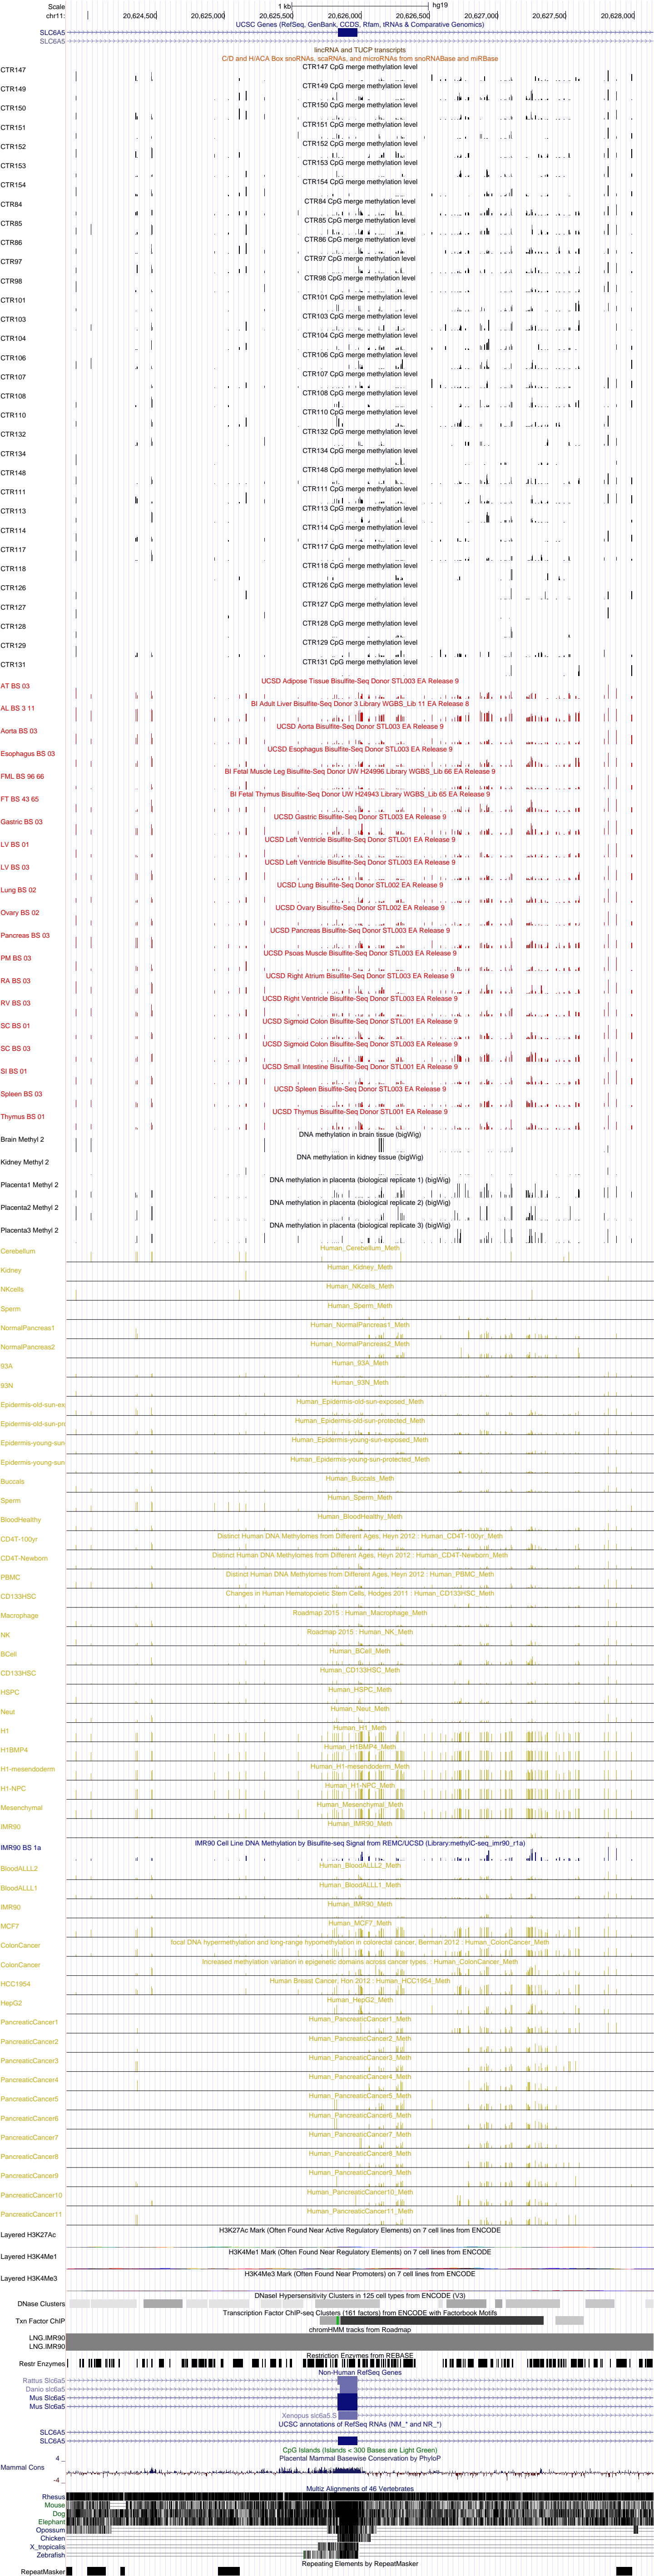 Scale 1 kb hg19
chr11: 20,624,500 20,625,000 20,625,500 20,626,000 20,626,500 20,627,000 20,627,500 20,628,000
UCSC Genes (RefSeq, GenBank, CCDS, Rfam, tRNAs & Comparative Genomics)
SLC6A5
SLC6A5
lincRNA and TUCP transcripts
C/D and H/ACA Box snoRNAs, scaRNAs, and microRNAs from snoRNABase and miRBase
CTR147 CpG merge methylation level
CTR147
CTR149 CpG merge methylation level
CTR149
CTR150 CpG merge methylation level
CTR150
CTR151 CpG merge methylation level
CTR151
CTR152 CpG merge methylation level
CTR152
CTR153 CpG merge methylation level
CTR153
CTR154 CpG merge methylation level
CTR154
CTR84 CpG merge methylation level
CTR84
CTR85 CpG merge methylation level
CTR85
CTR86 CpG merge methylation level
CTR86
CTR97 CpG merge methylation level
CTR97
CTR98 CpG merge methylation level
CTR98
CTR101 CpG merge methylation level
CTR101
CTR103 CpG merge methylation level
CTR103
CTR104 CpG merge methylation level
CTR104
CTR106 CpG merge methylation level
CTR106
CTR107 CpG merge methylation level
CTR107
CTR108 CpG merge methylation level
CTR108
CTR110 CpG merge methylation level
CTR110
CTR132 CpG merge methylation level
CTR132
CTR134 CpG merge methylation level
CTR134
CTR148 CpG merge methylation level
CTR148
CTR111 CpG merge methylation level
CTR111
CTR113 CpG merge methylation level
CTR113
CTR114 CpG merge methylation level
CTR114
CTR117 CpG merge methylation level
CTR117
CTR118 CpG merge methylation level
CTR118
CTR126 CpG merge methylation level
CTR126
CTR127 CpG merge methylation level
CTR127
CTR128 CpG merge methylation level
CTR128
CTR129 CpG merge methylation level
CTR129
CTR131 CpG merge methylation level
CTR131
UCSD Adipose Tissue Bisulfite-Seq Donor STL003 EA Release 9
AT BS 03
BI Adult Liver Bisulfite-Seq Donor 3 Library WGBS_Lib 11 EA Release 8
AL BS 3 11
UCSD Aorta Bisulfite-Seq Donor STL003 EA Release 9
Aorta BS 03
UCSD Esophagus Bisulfite-Seq Donor STL003 EA Release 9
Esophagus BS 03
BI Fetal Muscle Leg Bisulfite-Seq Donor UW H24996 Library WGBS_Lib 66 EA Release 9
FML BS 96 66
BI Fetal Thymus Bisulfite-Seq Donor UW H24943 Library WGBS_Lib 65 EA Release 9
FT BS 43 65
UCSD Gastric Bisulfite-Seq Donor STL003 EA Release 9
Gastric BS 03
UCSD Left Ventricle Bisulfite-Seq Donor STL001 EA Release 9
LV BS 01
UCSD Left Ventricle Bisulfite-Seq Donor STL003 EA Release 9
LV BS 03
UCSD Lung Bisulfite-Seq Donor STL002 EA Release 9
Lung BS 02
UCSD Ovary Bisulfite-Seq Donor STL002 EA Release 9
Ovary BS 02
UCSD Pancreas Bisulfite-Seq Donor STL003 EA Release 9
Pancreas BS 03
UCSD Psoas Muscle Bisulfite-Seq Donor STL003 EA Release 9
PM BS 03
UCSD Right Atrium Bisulfite-Seq Donor STL003 EA Release 9
RA BS 03
UCSD Right Ventricle Bisulfite-Seq Donor STL003 EA Release 9
RV BS 03
UCSD Sigmoid Colon Bisulfite-Seq Donor STL001 EA Release 9
SC BS 01
UCSD Sigmoid Colon Bisulfite-Seq Donor STL003 EA Release 9
SC BS 03
UCSD Small Intestine Bisulfite-Seq Donor STL001 EA Release 9
SI BS 01
UCSD Spleen Bisulfite-Seq Donor STL003 EA Release 9
Spleen BS 03
UCSD Thymus Bisulfite-Seq Donor STL001 EA Release 9
Thymus BS 01
DNA methylation in brain tissue (bigWig)
Brain Methyl 2
DNA methylation in kidney tissue (bigWig)
Kidney Methyl 2
DNA methylation in placenta (biological replicate 1) (bigWig)
Placenta1 Methyl 2
DNA methylation in placenta (biological replicate 2) (bigWig)
Placenta2 Methyl 2
DNA methylation in placenta (biological replicate 3) (bigWig)
Placenta3 Methyl 2
Human_Cerebellum_Meth
Cerebellum
Human_Kidney_Meth
Kidney
Human_NKcells_Meth
NKcells
Human_Sperm_Meth
Sperm
Human_NormalPancreas1_Meth
NormalPancreas1
Human_NormalPancreas2_Meth
NormalPancreas2
Human_93A_Meth
93A
Human_93N_Meth
93N
Human_Epidermis-old-sun-exposed_Meth
Epidermis-old-sun-ex
Human_Epidermis-old-sun-protected_Meth
Epidermis-old-sun-pn
Human_Epidermis-young-sun-exposed_Meth
Epidermis-young-sun
Human_Epidermis-young-sun-protected_Meth
Epidermis-young-sun
Human_Buccals_Meth
Buccals
Human_Sperm_Meth
Sperm
Human_BloodHealthy_Meth
BloodHealthy
Distinct Human DNA Methylomes from Different Ages, Heyn 2012 : Human_CD4T-100yr_Meth
CD4T-100yr
Distinct Human DNA Methylomes from Different Ages, Heyn 2012 : Human_CD4T-Newborn_Meth
CD4T-Newborn
Distinct Human DNA Methylomes from Different Ages, Heyn 2012 : Human_PBMC_Meth
PBMC
Changes in Human Hematopoietic Stem Cells, Hodges 2011 : Human_CD133HSC_Meth
CD133HSC
Roadmap 2015 : Human_Macrophage_Meth
Macrophage
Roadmap 2015 : Human_NK_Meth
NK
Human_BCell_Meth
BCell
Human_CD133HSC_Meth
CD133HSC
Human_HSPC_Meth
HSPC
Human_Neut_Meth
Neut
Human_H1_Meth
H1
Human_H1BMP4_Meth
H1BMP4
Human_H1-mesendoderm_Meth
H1-mesendoderm
Human_H1-NPC_Meth
H1-NPC
Human_Mesenchymal_Meth
Mesenchymal
Human_IMR90_Meth
IMR90
IMR90 Cell Line DNA Methylation by Bisulfite-seq Signal from REMC/UCSD (Library:methylC-seq_imr90_r1a)
IMR90 BS 1a
Human_BloodALLL2_Meth
BloodALLL2
Human_BloodALLL1_Meth
BloodALLL1
Human_IMR90_Meth
IMR90
Human_MCF7_Meth
MCF7
focal DNA hypermethylation and long-range hypomethylation in colorectal cancer, Berman 2012 : Human_ColonCancer_Meth
ColonCancer
Increased methylation variation in epigenetic domains across cancer types. : Human_ColonCancer_Meth
ColonCancer
Human Breast Cancer, Hon 2012 : Human_HCC1954_Meth
HCC1954
Human_HepG2_Meth
HepG2
Human_PancreaticCancer1_Meth
PancreaticCancer1
Human_PancreaticCancer2_Meth
PancreaticCancer2
Human_PancreaticCancer3_Meth
PancreaticCancer3
Human_PancreaticCancer4_Meth
PancreaticCancer4
Human_PancreaticCancer5_Meth
PancreaticCancer5
Human_PancreaticCancer6_Meth
PancreaticCancer6
Human_PancreaticCancer7_Meth
PancreaticCancer7
Human_PancreaticCancer8_Meth
PancreaticCancer8
Human_PancreaticCancer9_Meth
PancreaticCancer9
Human_PancreaticCancer10_Meth
PancreaticCancer10
Human_PancreaticCancer11_Meth
PancreaticCancer11
H3K27Ac Mark (Often Found Near Active Regulatory Elements) on 7 cell lines from ENCODE
Layered H3K27Ac
H3K4Me1 Mark (Often Found Near Regulatory Elements) on 7 cell lines from ENCODE
Layered H3K4Me1
H3K4Me3 Mark (Often Found Near Promoters) on 7 cell lines from ENCODE
Layered H3K4Me3
DNaseI Hypersensitivity Clusters in 125 cell types from ENCODE (V3)
DNase Clusters
Transcription Factor ChIP-seq Clusters (161 factors) from ENCODE with Factorbook Motifs
Txn Factor ChIP
chromHMM tracks from Roadmap
LNG.IMR90
LNG.IMR90
Restriction Enzymes from REBASE
Restr Enzymes
Non-Human RefSeq Genes
Rattus Slc6a5
Danio slc6a5
Mus Slc6a5
Mus Slc6a5
Xenopus slc6a5.S
UCSC annotations of RefSeq RNAs (NM_* and NR_*)
SLC6A5
SLC6A5
CpG Islands (Islands < 300 Bases are Light Green)
Placental Mammal Basewise Conservation by PhyloP
4 _
Mammal Cons
-4 _
Multiz Alignments of 46 Vertebrates
Rhesus
Mouse
Dog
Elephant
Opossum
Chicken
X_tropicalis
Zebrafish
Repeating Elements by RepeatMasker
RepeatMasker